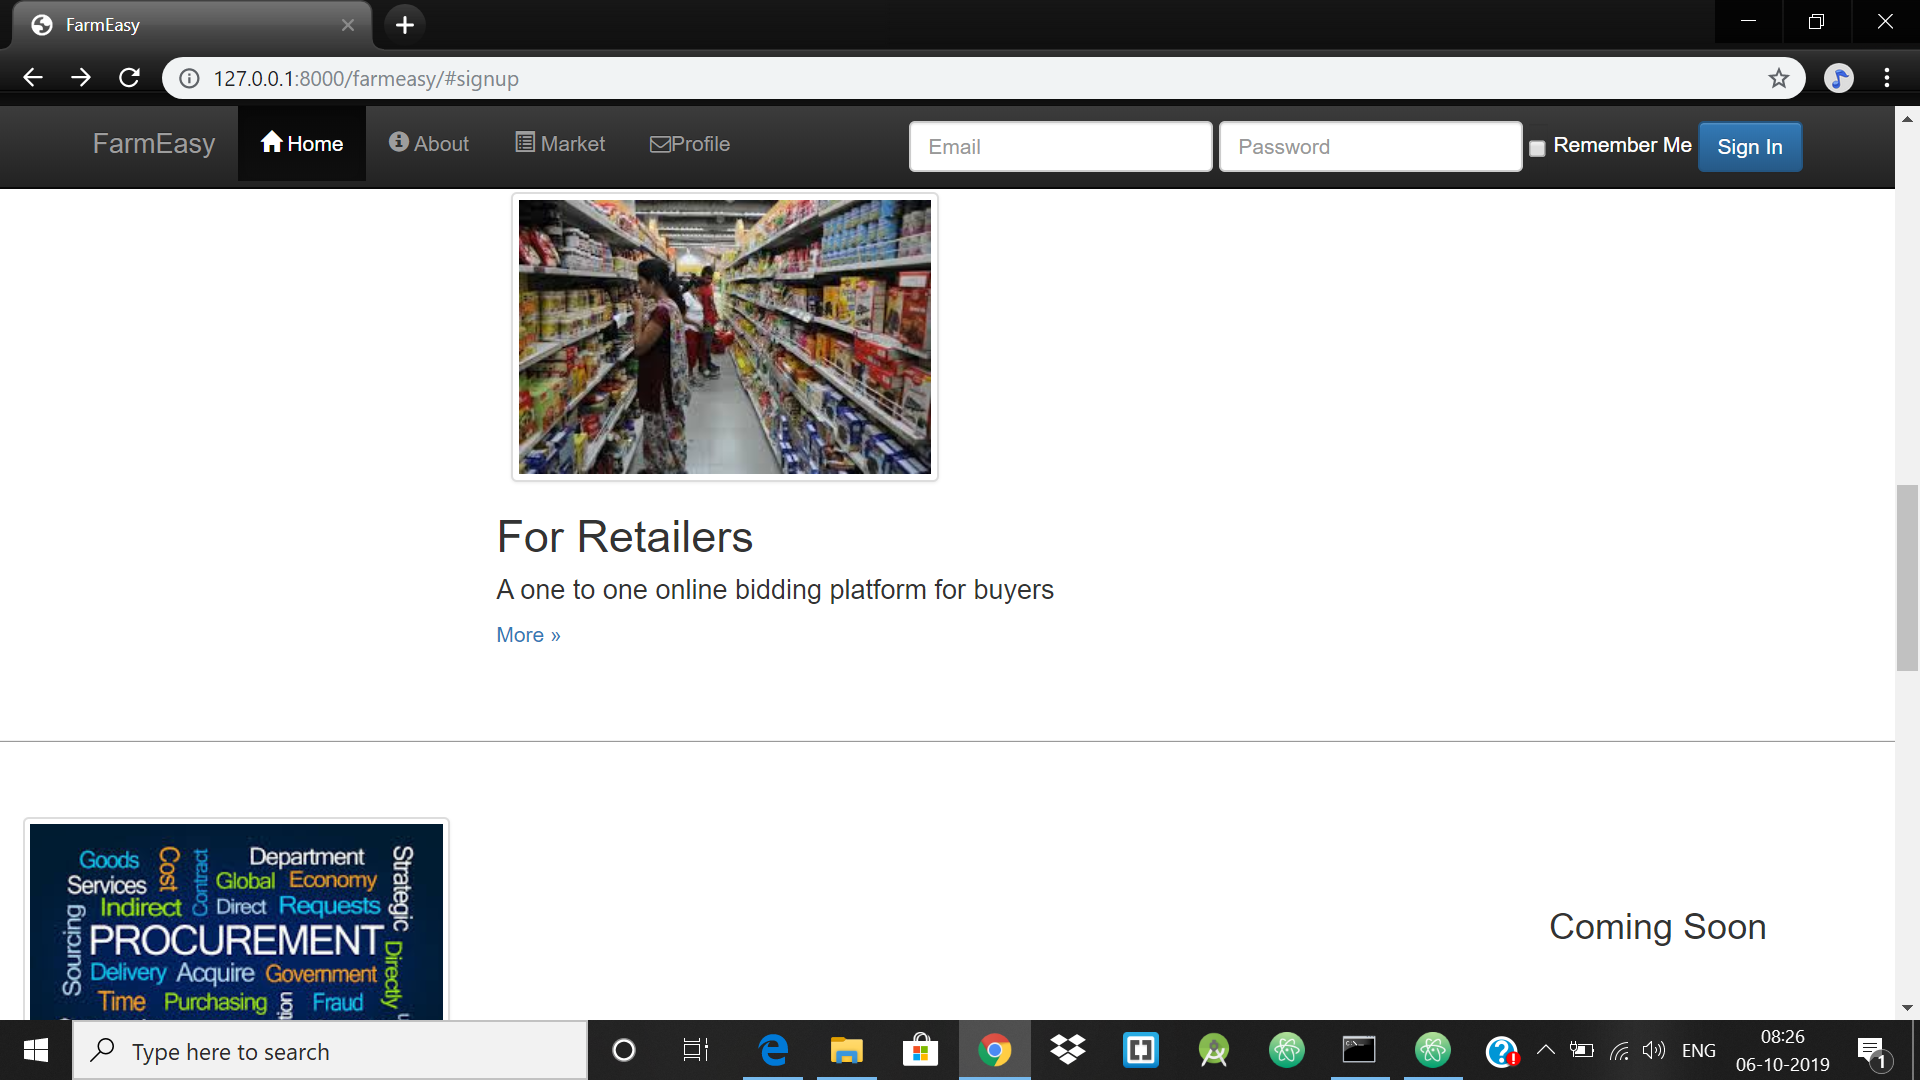 FarmEasy
127.0.0.1:8000/farmeasy/#signup
FarmEasy Home About Market Profile Email Password Remember Me Sign In
For Retailers
A one to one online bidding platform for buyers
More »
Goods Cost Contract Department Strategic
Services Global Economy
Indirect Direct Requests
Sourcing PROCUREMENT
Delivery Acquire Government Directly
Time Purchasing Fraud
Coming Soon
Type here to search
ENG
08:26
06-10-2019
1